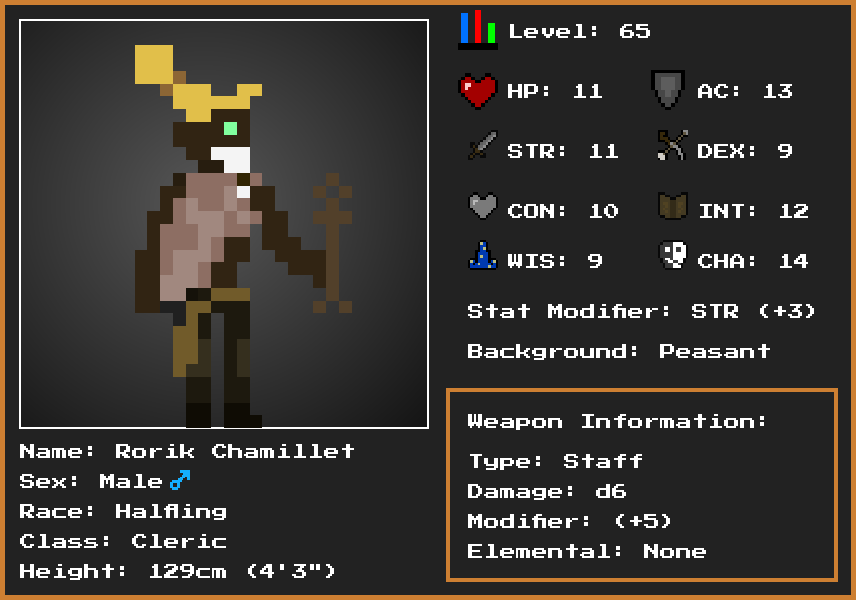 Level: 65
HP: 11
AC: 13
STR: 11
DEX: 9
CON: 10
INT: 12
WIS: 9
CHA: 14
Stat Modifier: STR (+3)
Background: Peasant
Weapon Information:
Type: Staff
Damage: d6
Modifier: (+5)
Elemental: None
Name: Rorik Chamillet
Sex: Male ♂
Race: Halfling
Class: Cleric
Height: 129cm (4'3")